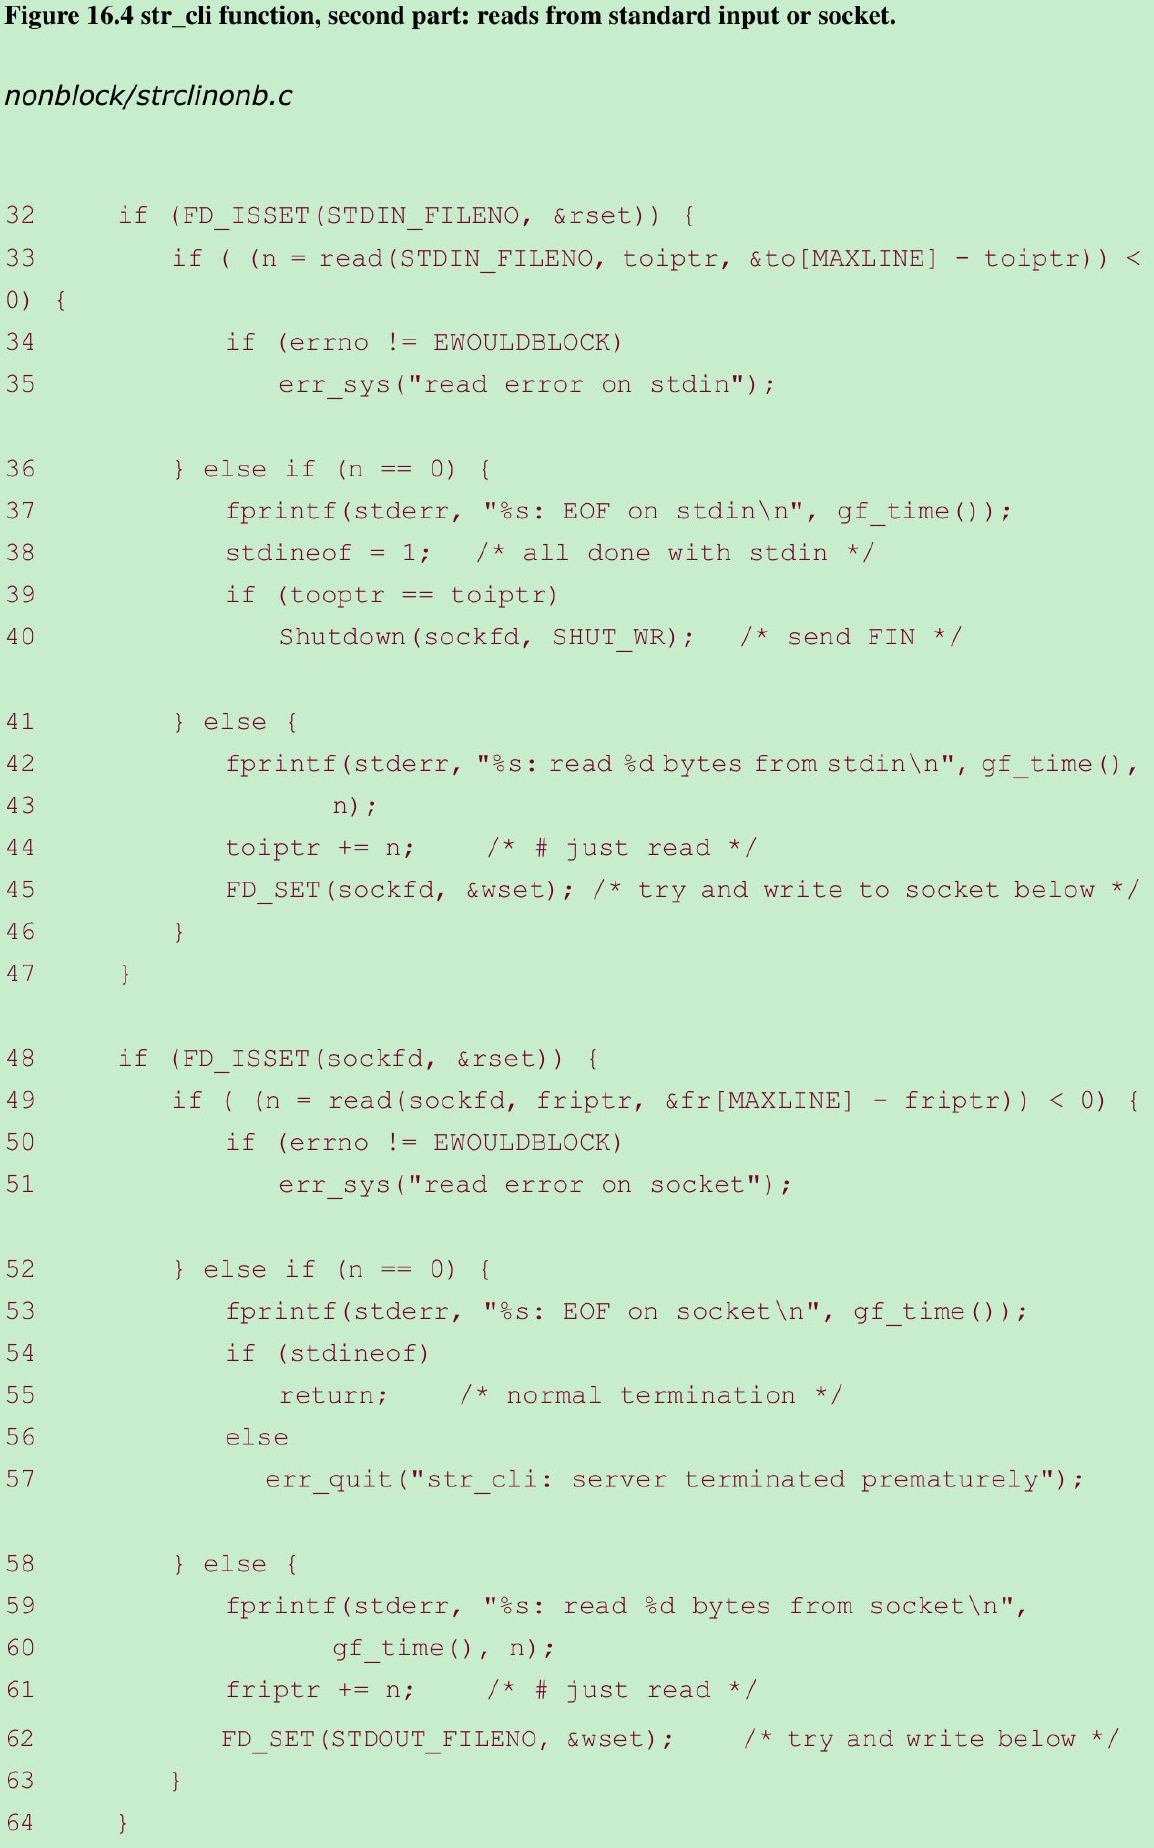 Figure 16.4 str_cli function, second part: reads from standard input or socket.
nonblock/strclinonb.c
32 if (FD_ISSET(STDIN_FILENO, &rset)) {
33 if ( (n = read(STDIN_FILENO, toiptr, &to[MAXLINE] - toiptr)) <
0) {
34 if (errno != EWOULDBLOCK)
35 err_sys("read error on stdin");
36 } else if (n == 0) {
37 fprintf(stderr, "%s: EOF on stdin\n", gf_time());
38 stdineof = 1; /* all done with stdin */
39 if (tooptr == toiptr)
40 Shutdown(sockfd, SHUT_WR); /* send FIN */
41 } else {
42 fprintf(stderr, "%s: read %d bytes from stdin\n", gf_time(),
43 n);
44 toiptr += n; /* # just read */
45 FD_SET(sockfd, &wset); /* try and write to socket below */
46 }
47 }
48 if (FD_ISSET(sockfd, &rset)) {
49 if ( (n = read(sockfd, friptr, &fr[MAXLINE] - friptr)) < 0) {
50 if (errno != EWOULDBLOCK)
51 err_sys("read error on socket");
52 } else if (n == 0) {
53 fprintf(stderr, "%s: EOF on socket\n", gf_time());
54 if (stdineof)
55 return; /* normal termination */
56 else
57 err_quit("str_cli: server terminated prematurely");
58 } else {
59 fprintf(stderr, "%s: read %d bytes from socket\n",
60 gf_time(), n);
61 friptr += n; /* # just read */
62 FD_SET(STDOUT_FILENO, &wset); /* try and write below */
63 }
64 }